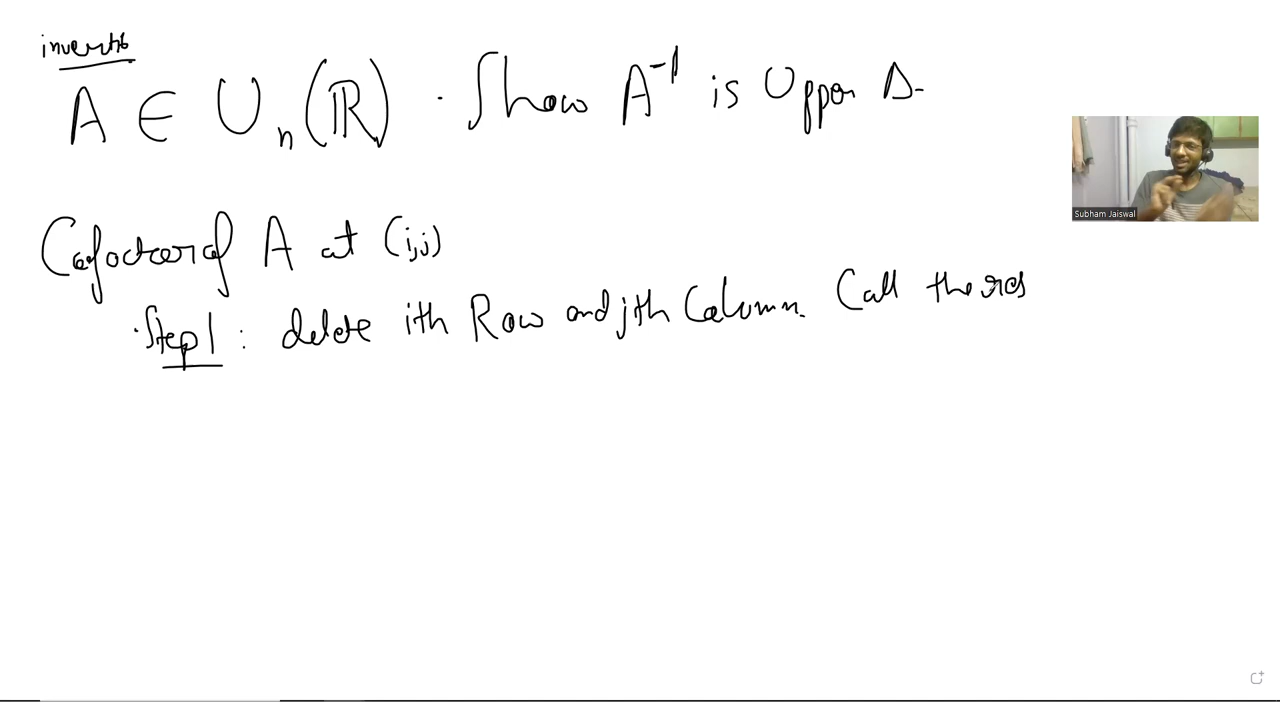 invertib
A ∈ U_n(ℝ) . Show A^{-1} is Upper Δ.
Subham Jaiswal
Cofactor of A at (i,j)
Step 1 : delete ith Row and jth Column. Call the res